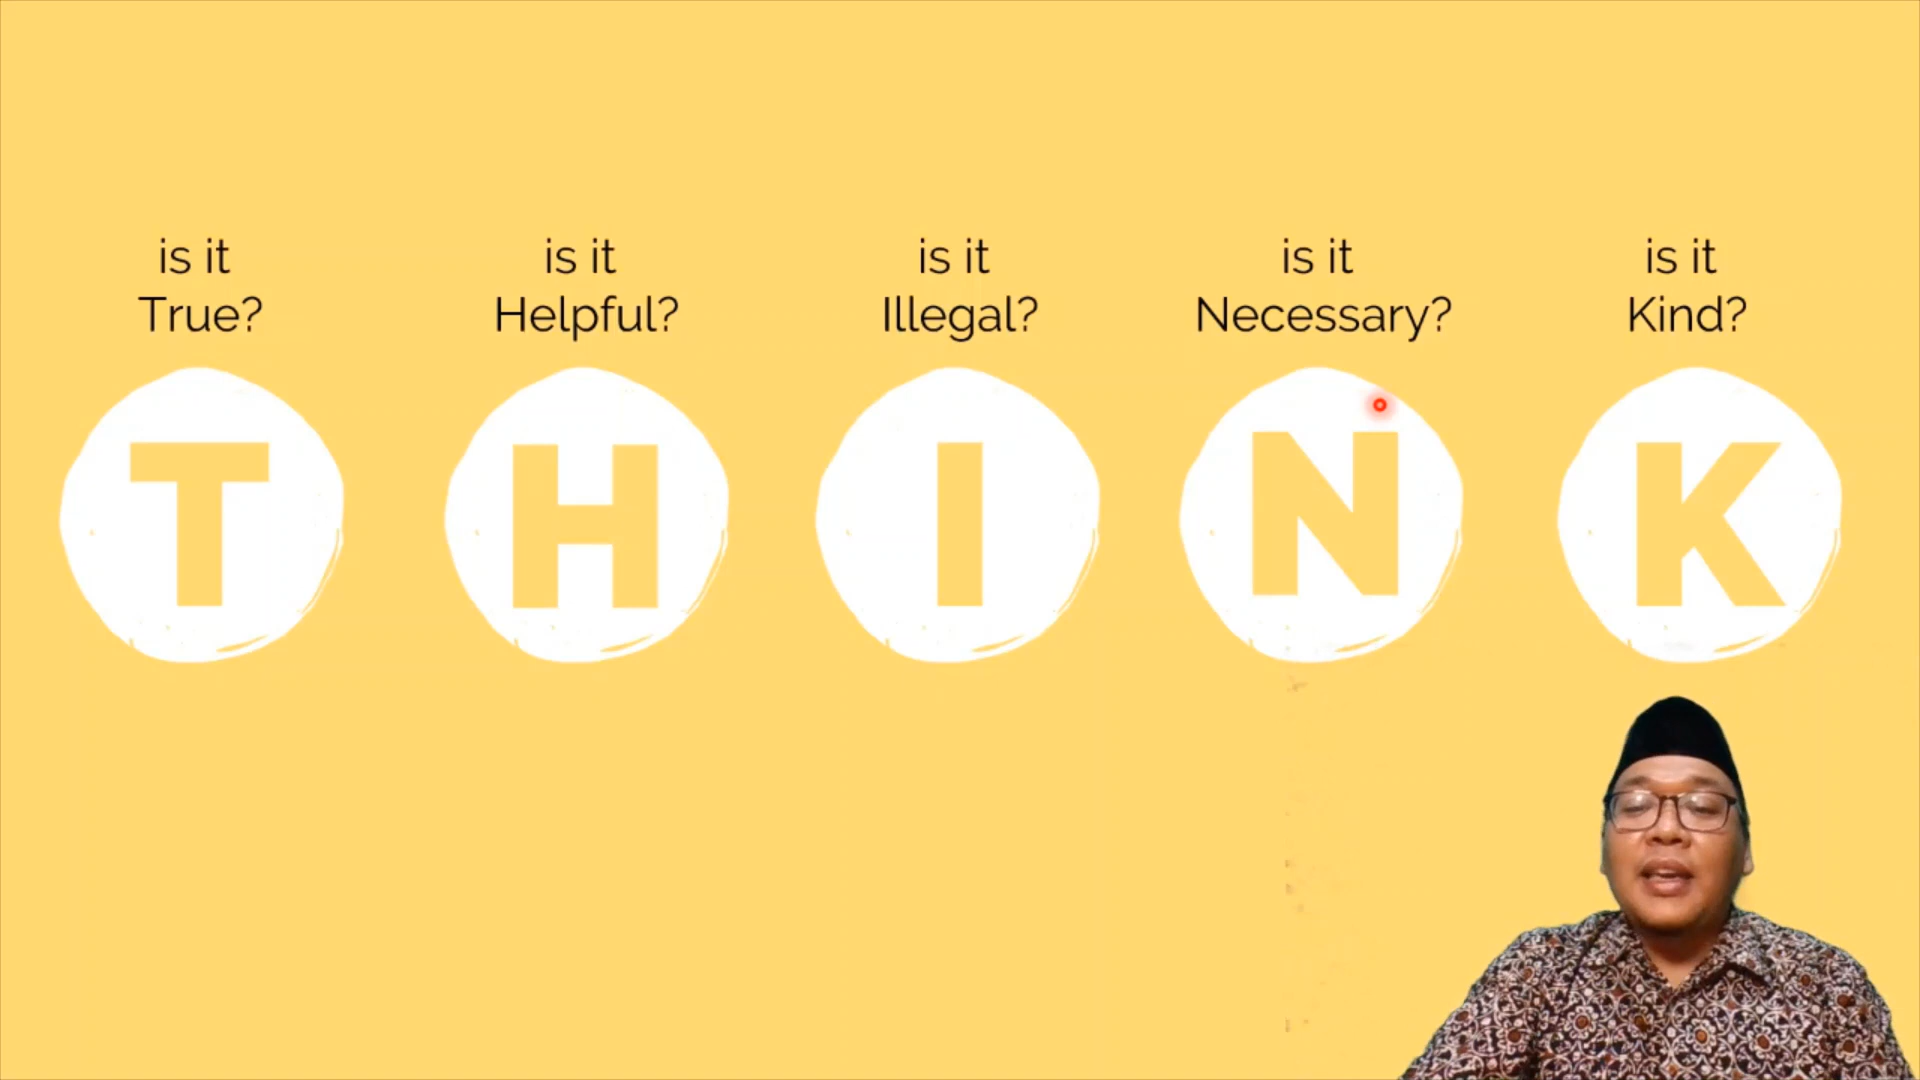 is it
True?
is it
Helpful?
is it
Illegal?
is it
Necessary?
is it
Kind?
T H I N K